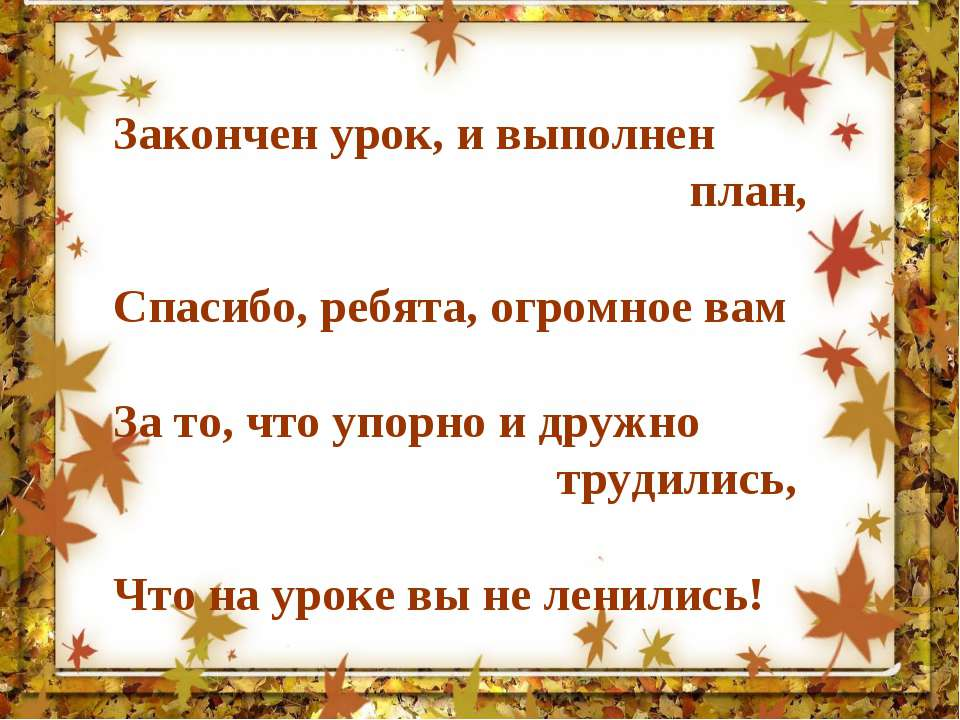 Закончен урок, и выполнен
план,
Спасибо, ребята, огромное вам
За то, что упорно и дружно
трудились,
Что на уроке вы не ленились!